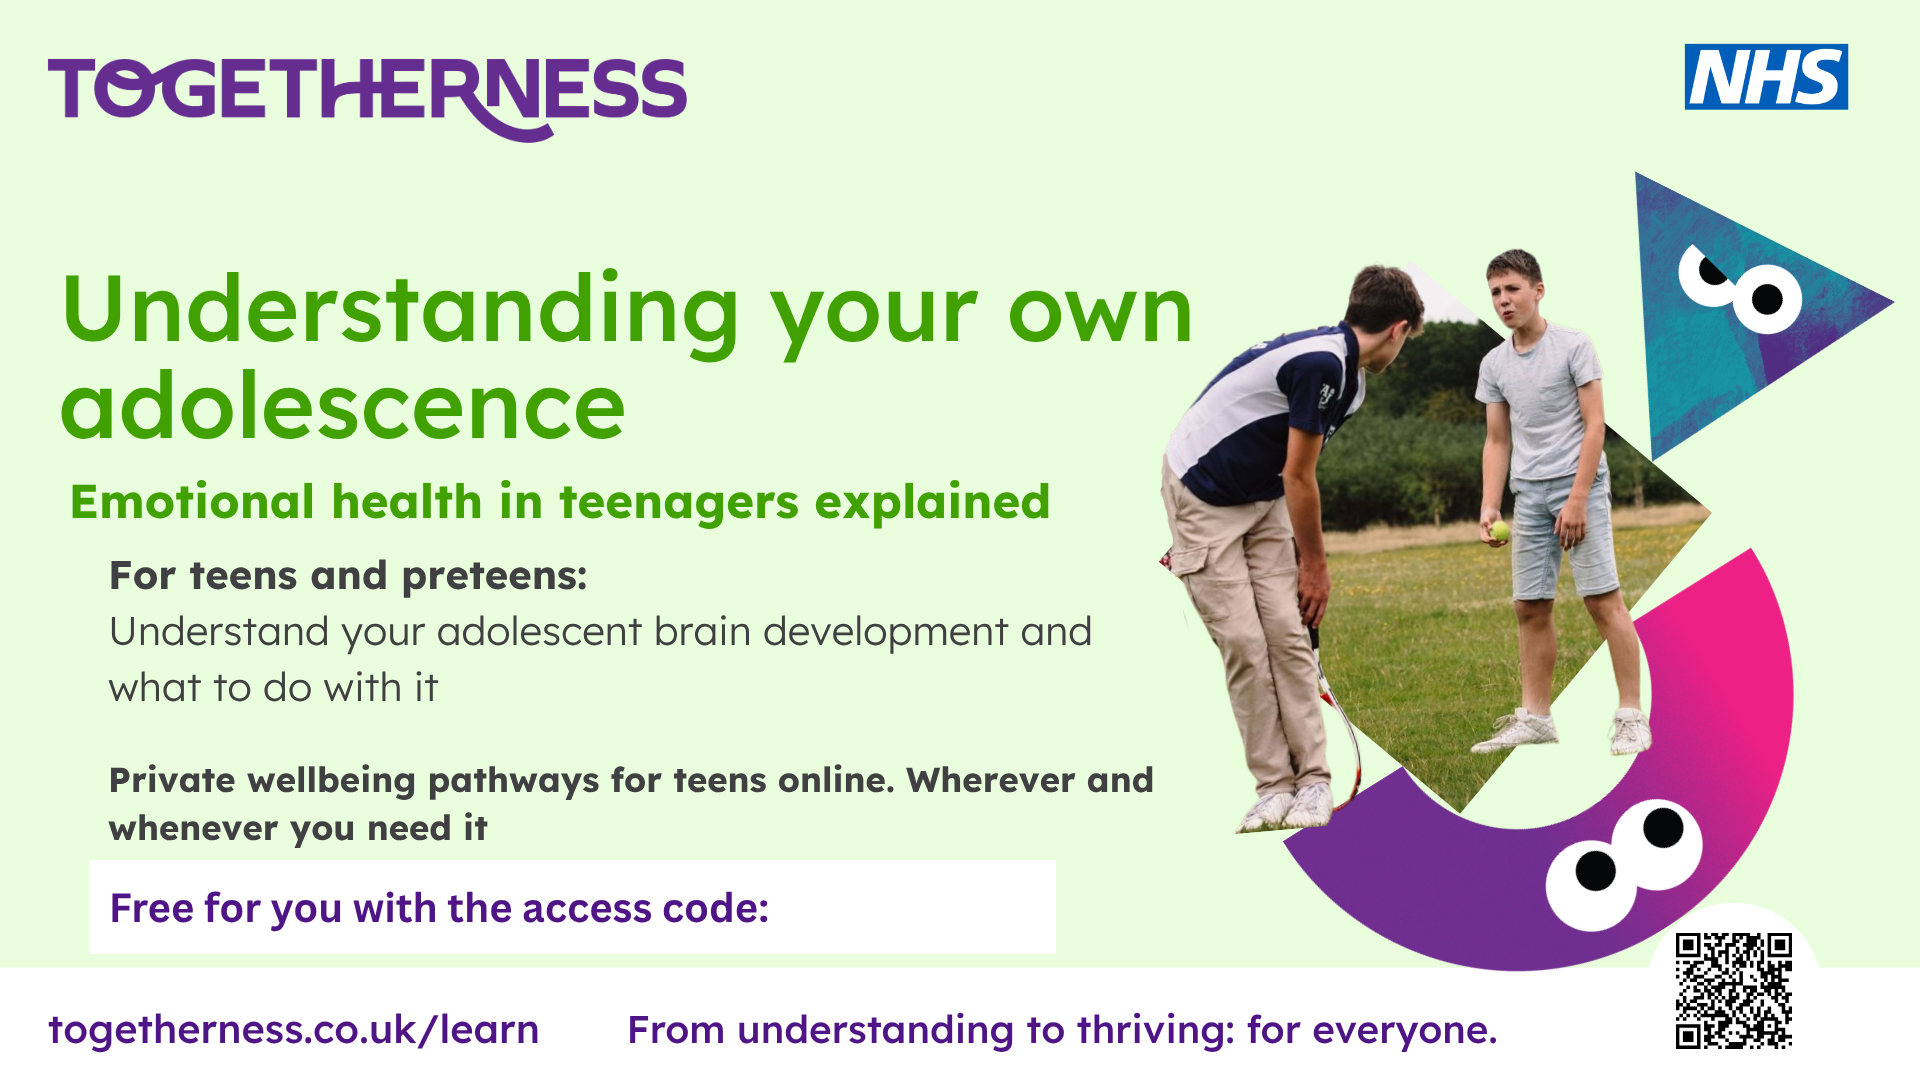 TOGETHERNESS
NHS
Understanding your own
adolescence
Emotional health in teenagers explained
For teens and preteens:
Understand your adolescent brain development and
what to do with it
Private wellbeing pathways for teens online. Wherever and
whenever you need it
Free for you with the access code:
togetherness.co.uk/learn
From understanding to thriving: for everyone.